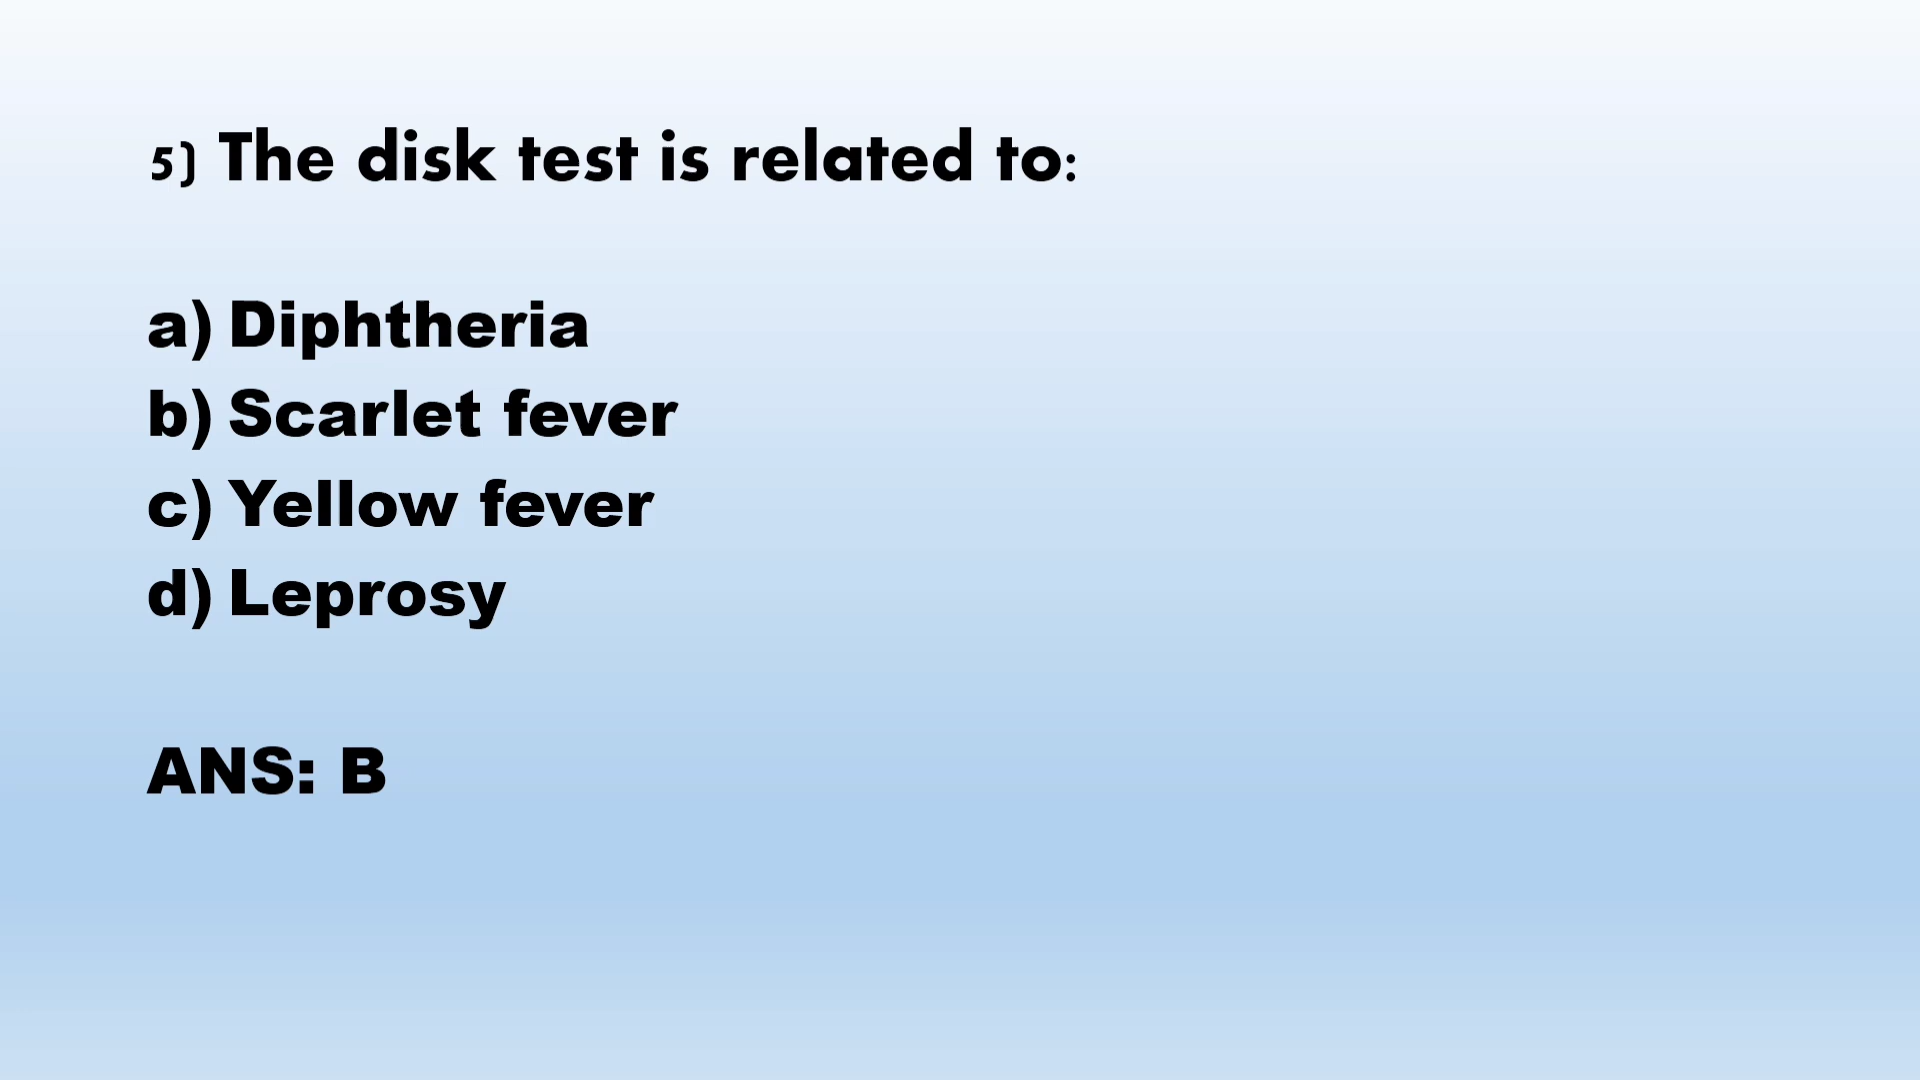 5) The disk test is related to:
a) Diphtheria
b) Scarlet fever
c) Yellow fever
d) Leprosy
ANS: B